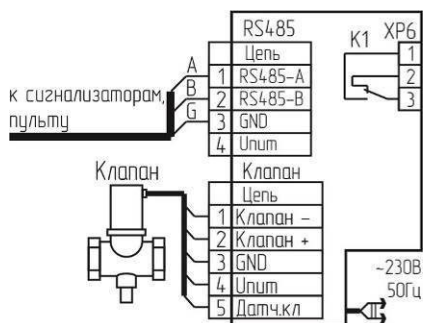 RS485
Цепь
A
1 RS485-A
B
2 RS485-B
G
3 GND
4 Uпит
к сигнализаторам,
пульту
K1
XP6
1
2
3
Клапан
Клапан
Цепь
1 Клапан -
2 Клапан +
3 GND
4 Uпит
5 Датч.кл
~230В
50Гц